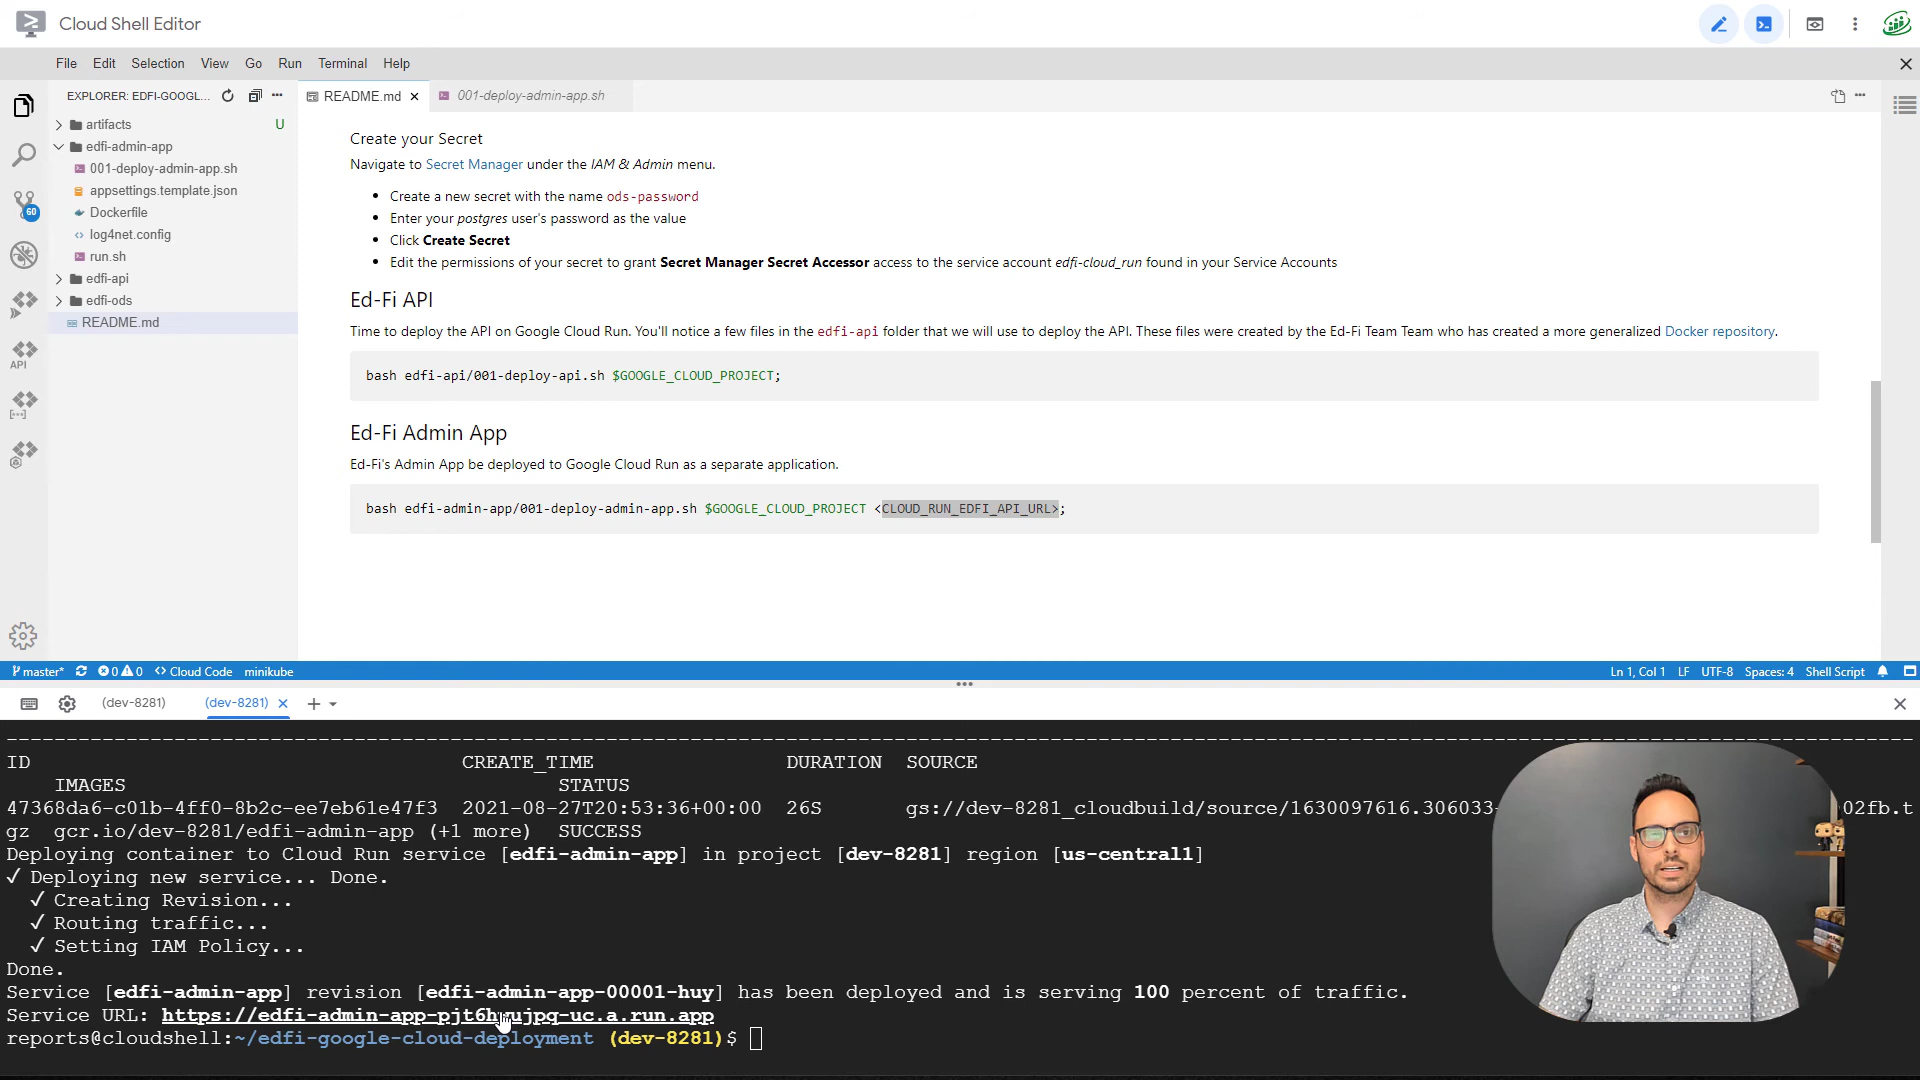 Cloud Shell Editor
File Edit Selection View Go Run Terminal Help
EXPLORER: EDFI-GOOGL...
README.md
001-deploy-admin-app.sh
artifacts U
edfi-admin-app
001-deploy-admin-app.sh
appsettings.template.json
Dockerfile
log4net.config
run.sh
edfi-api
edfi-ods
README.md
60
API
Create your Secret
Navigate to Secret Manager under the IAM & Admin menu.
Create a new secret with the name ods-password
Enter your postgres user's password as the value
Click Create Secret
Edit the permissions of your secret to grant Secret Manager Secret Accessor access to the service account edfi-cloud_run found in your Service Accounts
Ed-Fi API
Time to deploy the API on Google Cloud Run. You'll notice a few files in the edfi-api folder that we will use to deploy the API. These files were created by the Ed-Fi Team Team who has created a more generalized Docker repository.
bash edfi-api/001-deploy-api.sh $GOOGLE_CLOUD_PROJECT;
Ed-Fi Admin App
Ed-Fi's Admin App be deployed to Google Cloud Run as a separate application.
bash edfi-admin-app/001-deploy-admin-app.sh $GOOGLE_CLOUD_PROJECT <CLOUD_RUN_EDFI_API_URL>;
master* 0 0 Cloud Code minikube Ln 1, Col 1 LF UTF-8 Spaces: 4 Shell Script
(dev-8281) (dev-8281)
ID CREATE_TIME DURATION SOURCE
IMAGES STATUS
47368da6-c01b-4ff0-8b2c-ee7eb61e47f3 2021-08-27T20:53:36+00:00 26S gs://dev-8281_cloudbuild/source/1630097616.306033- 02fb.t
gz gcr.io/dev-8281/edfi-admin-app (+1 more) SUCCESS
Deploying container to Cloud Run service [edfi-admin-app] in project [dev-8281] region [us-central1]
✓ Deploying new service... Done.
✓ Creating Revision...
✓ Routing traffic...
✓ Setting IAM Policy...
Done.
Service [edfi-admin-app] revision [edfi-admin-app-00001-huy] has been deployed and is serving 100 percent of traffic.
Service URL: https://edfi-admin-app-pjt6hrujpq-uc.a.run.app
reports@cloudshell:~/edfi-google-cloud-deployment (dev-8281)$